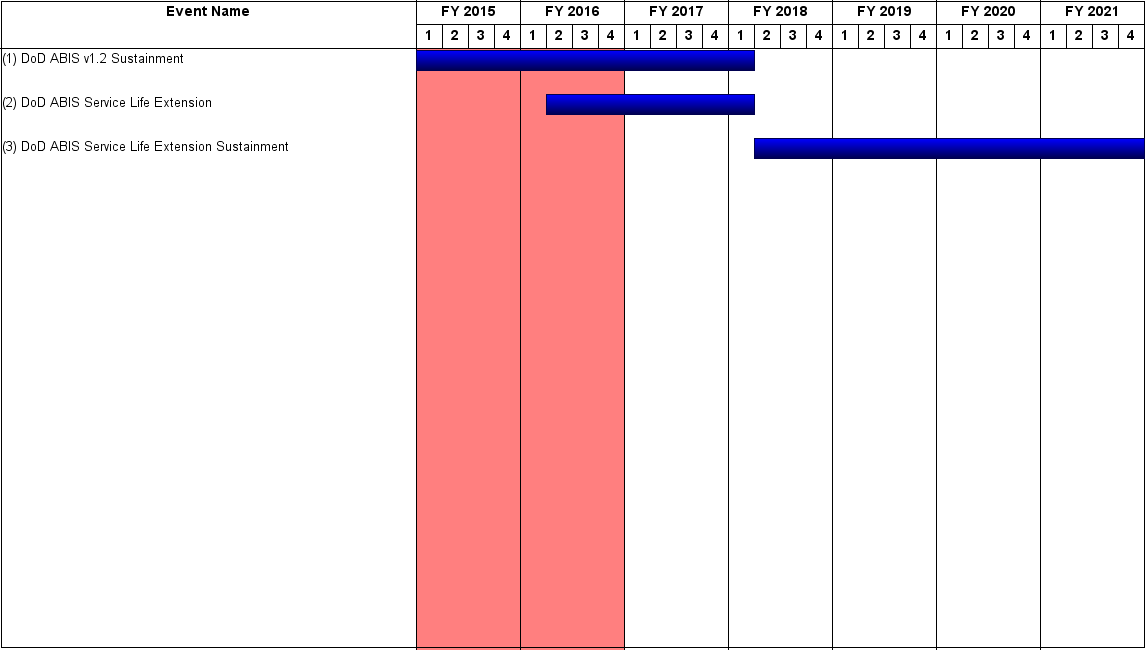 Event Name FY 2015 FY 2016 FY 2017 FY 2018 FY 2019 FY 2020 FY 2021
1 2 3 4 1 2 3 4 1 2 3 4 1 2 3 4 1 2 3 4 1 2 3 4 1 2 3 4
(1) DoD ABIS v1.2 Sustainment
(2) DoD ABIS Service Life Extension
(3) DoD ABIS Service Life Extension Sustainment